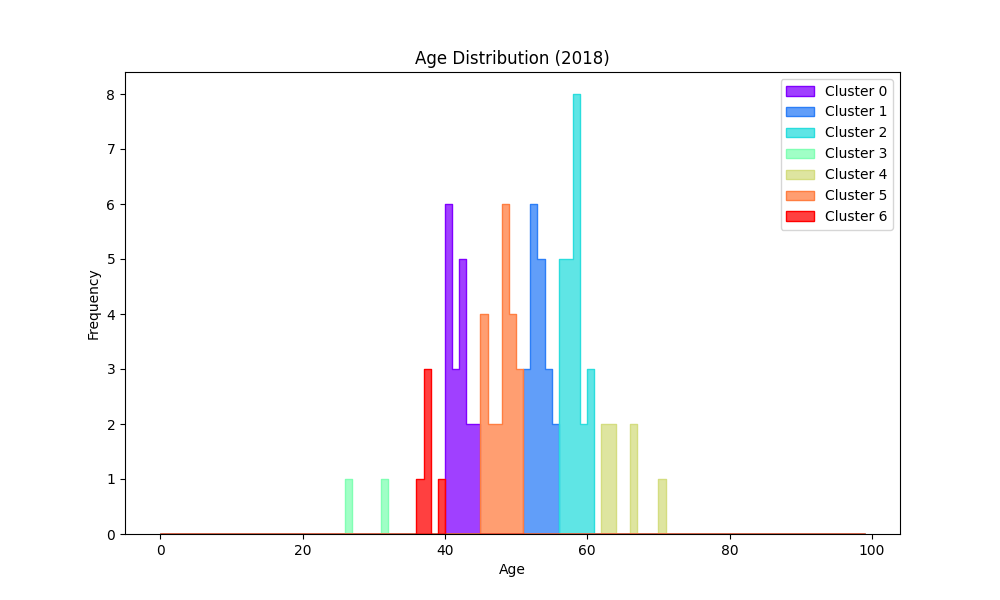 Age Distribution (2018)
Cluster 0
Cluster 1
Cluster 2
Cluster 3
Cluster 4
Cluster 5
Cluster 6
Frequency
8
7
6
5
4
3
2
1
0
0 20 40 60 80 100
Age